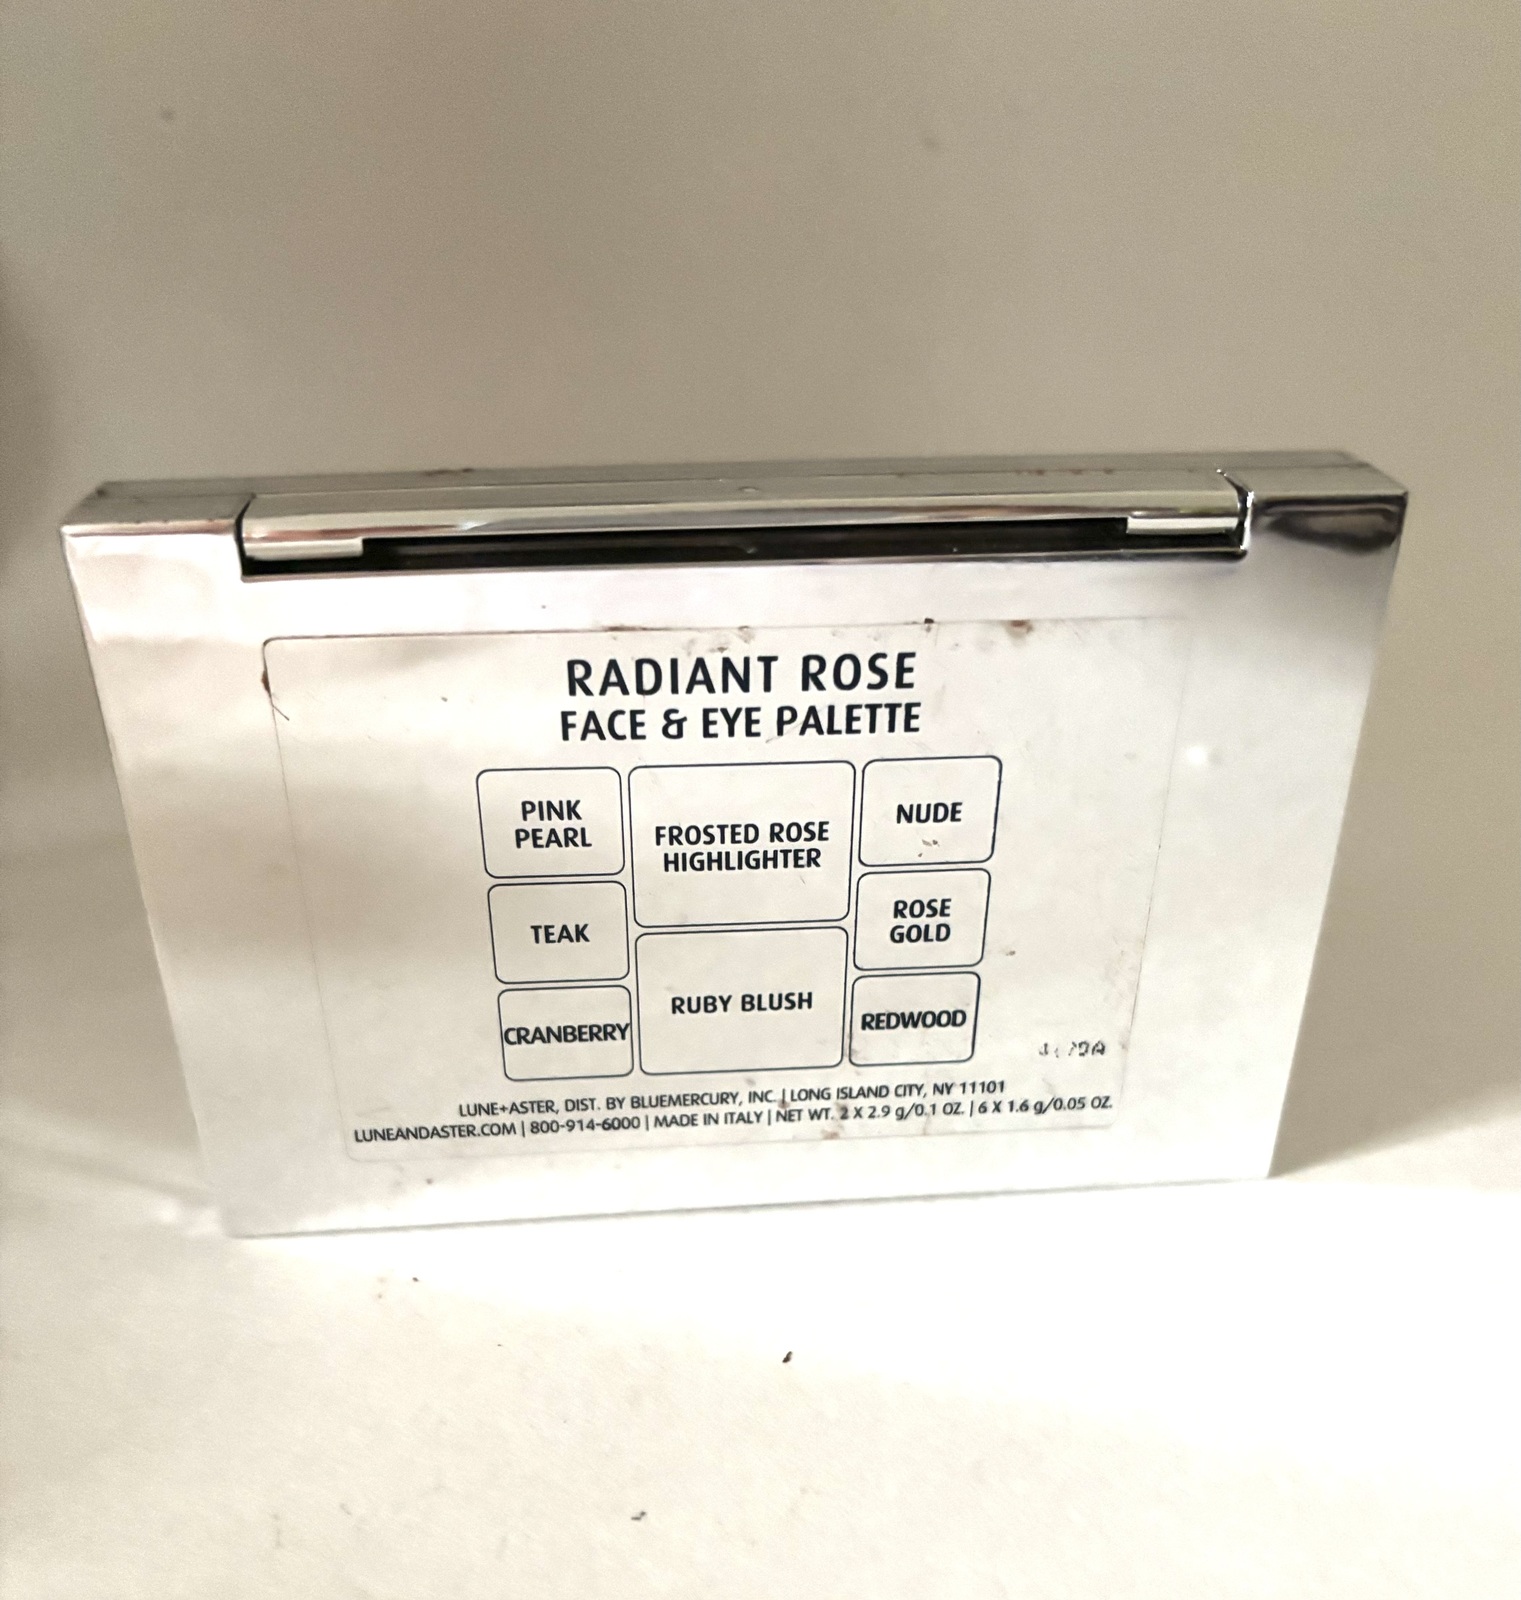 RADIANT ROSE
FACE & EYE PALETTE
PINK
PEARL
FROSTED ROSE
HIGHLIGHTER
NUDE
TEAK
ROSE
GOLD
CRANBERRY
RUBY BLUSH
REDWOOD
LUNE+ASTER, DIST. BY BLUEMERCURY, INC. | LONG ISLAND CITY, NY 11101
LUNEANDASTER.COM | 800-914-6000 | MADE IN ITALY | NET WT. 2 X 2.9 g/0.1 OZ. | 6 X 1.6 g/0.05 OZ.